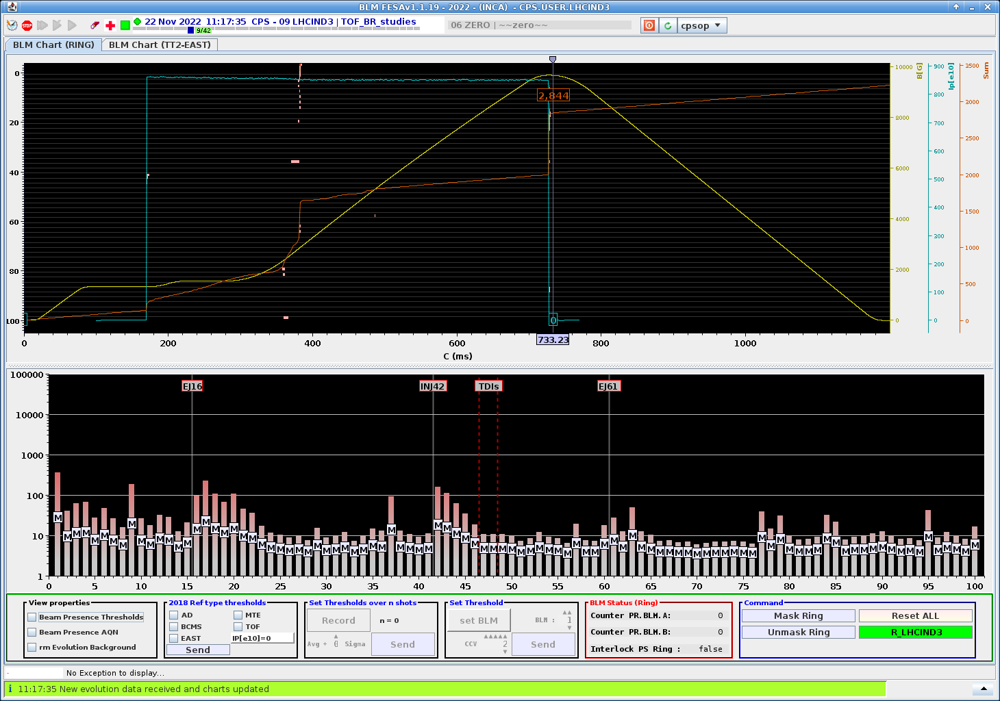 BLM FESAv1.1.19 - 2022 - (INCA) - CPS.USER.LHCIND3
STOP
22 Nov 2022 11:17:35 CPS - 09 LHCIND3 | TOF_BR_studies
9/42
06 ZERO | ~~zero~~
cpsop
BLM Chart (RING) BLM Chart (TT2-EAST)
0 20 40 60 80 100
2,844
0
733.23
0 200 400 600 800 1000
C (ms)
10000 8000 6000 4000 2000 0
B[G]
900 800 700 600 500 400 300 200 100 0
Ip[e10]
3500 3000 2500 2000 1500 1000 500 0
Sum
100000 10000 1000 100 10 1
EJ16 INJ42 TDIs EJ61
M M M M M M M M M M M M M M M M M M M M M M M M M M M M M M M M M M M M M M M M M M M M M M M M M M M M M M M M M M M M M M M M M M M M M M M M M M M M M M M M M M M M M M M M M M M M M M M M M M M M
0 5 10 15 20 25 30 35 40 45 50 55 60 65 70 75 80 85 90 95 100
View properties
Beam Presence Thresholds
Beam Presence AQN
rm Evolution Background
2018 Ref type thresholds
AD MTE
BCMS TOF
EAST IP[e10]=0
Send
Set Thresholds over n shots
Record n = 0
Avg + 0 Sigma Send
Set Threshold
set BLM BLM : 1
CCV 2 Send
BLM Status (Ring)
Counter PR.BLM.A: 0
Counter PR.BLM.B: 0
Interlock PS Ring : false
Command
Mask Ring Reset ALL
Unmask Ring R_LHCIND3
- No Exception to display...
i 11:17:35 New evolution data received and charts updated